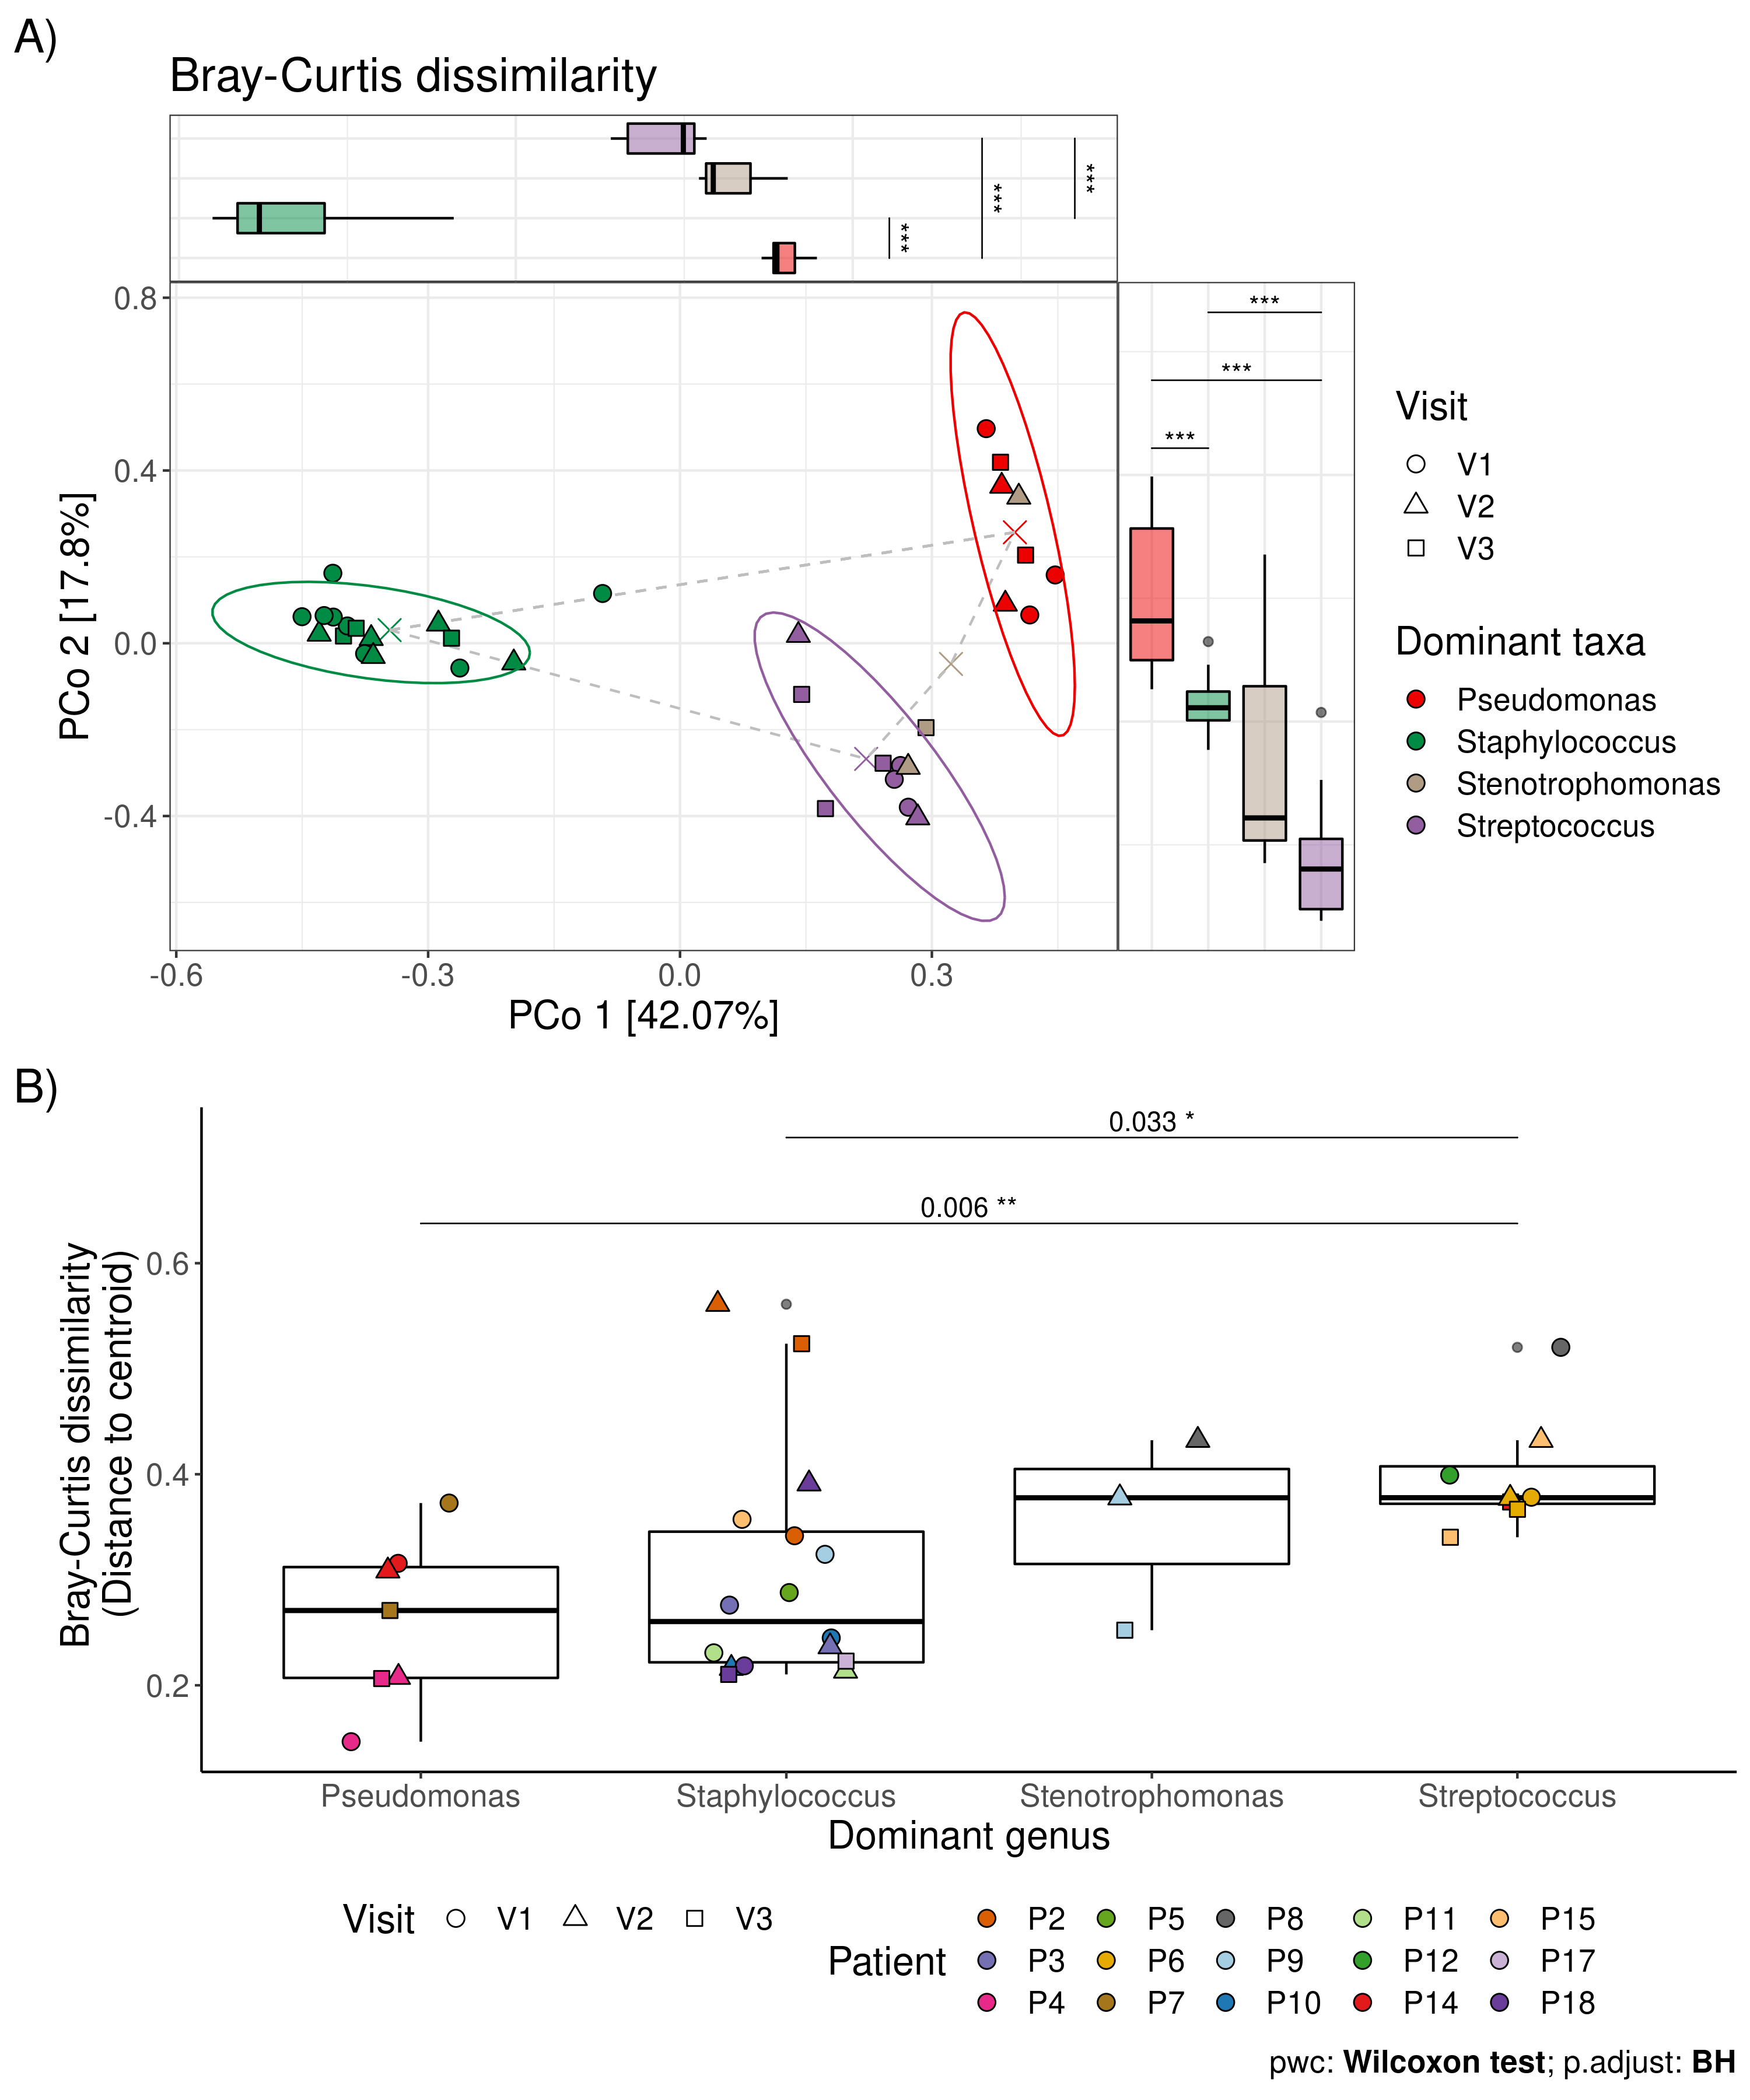 A)
Bray-Curtis dissimilarity
***
***
***
***
***
***
0.8
0.4
0.0
-0.4
PCo 2 [17.8%]
-0.6 -0.3 0.0 0.3
PCo 1 [42.07%]
Visit
V1
V2
V3
Dominant taxa
Pseudomonas
Staphylococcus
Stenotrophomonas
Streptococcus
B)
0.033 *
0.006 **
0.6
0.4
0.2
Bray-Curtis dissimilarity
(Distance to centroid)
Pseudomonas Staphylococcus Stenotrophomonas Streptococcus
Dominant genus
Visit V1 V2 V3
Patient
P2 P5 P8 P11 P15
P3 P6 P9 P12 P17
P4 P7 P10 P14 P18
pwc: Wilcoxon test; p.adjust: BH